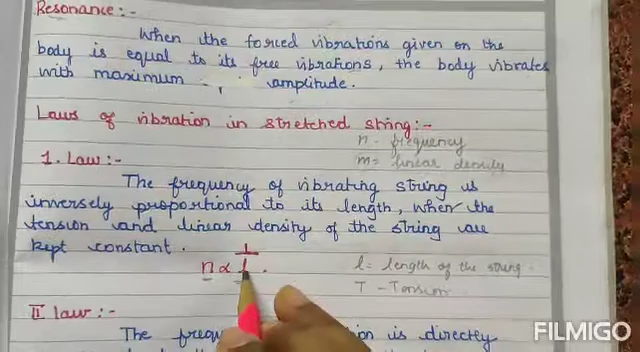 Resonance :-
When the forced vibrations given on the
body is equal to its free vibrations, the body vibrates
with maximum amplitude.
Laws of vibration in stretched string :-
n - frequency
m = linear density
1. Law :-
The frequency of vibrating string is
inversely proportional to its length, when the
tension and linear density of the string are
kept constant.
n ∝ 1/l .
l = length of the string
T - Tension
II law :-
The frequ ion is directly
FILMIGO